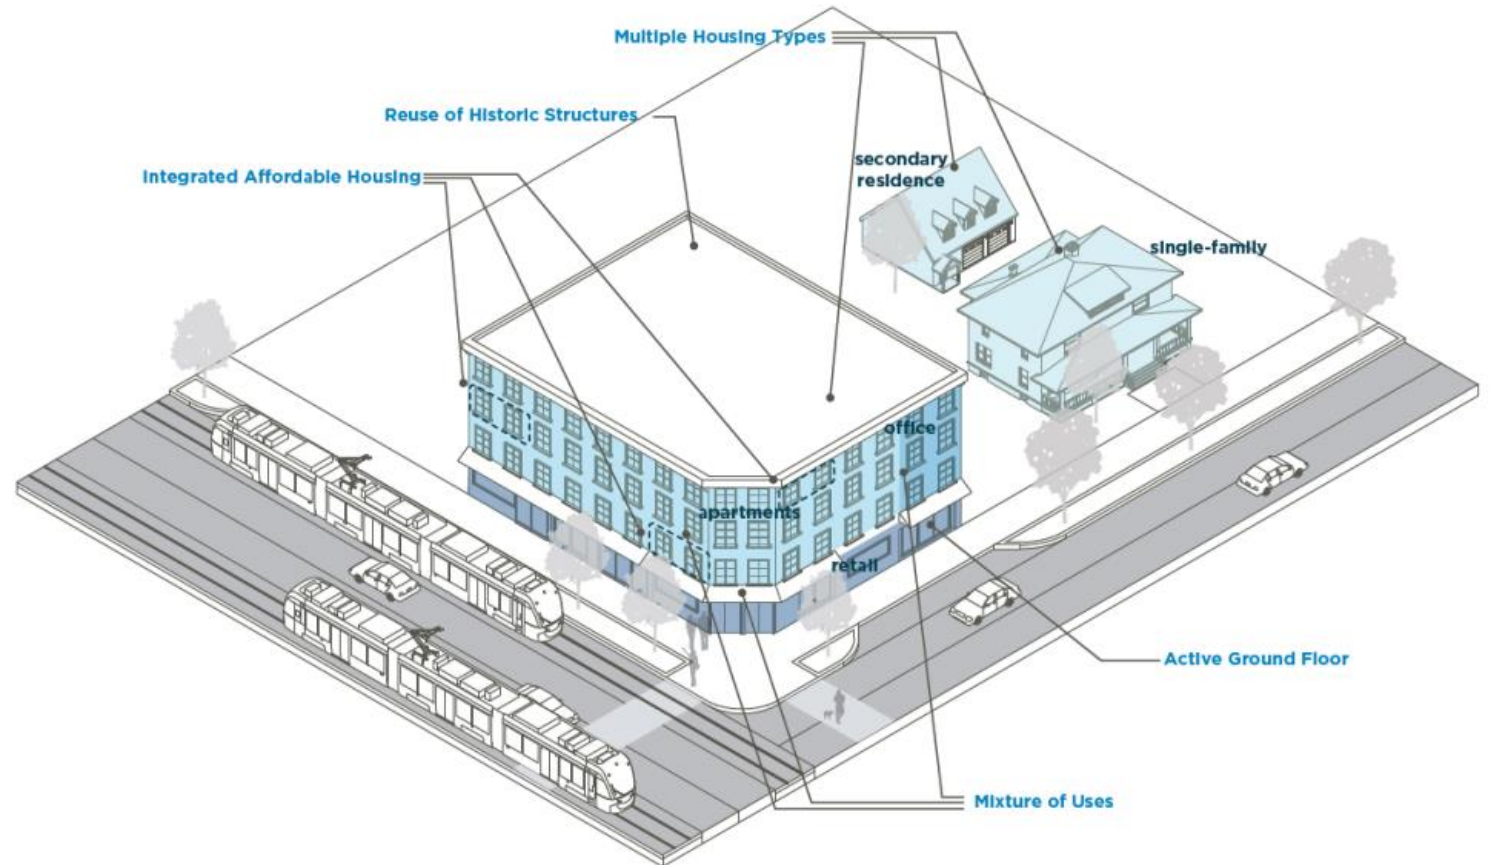 Multiple Housing Types
Reuse of Historic Structures
secondary
residence
Integrated Affordable Housing
single-family
office
apartments
retail
Active Ground Floor
Mixture of Uses